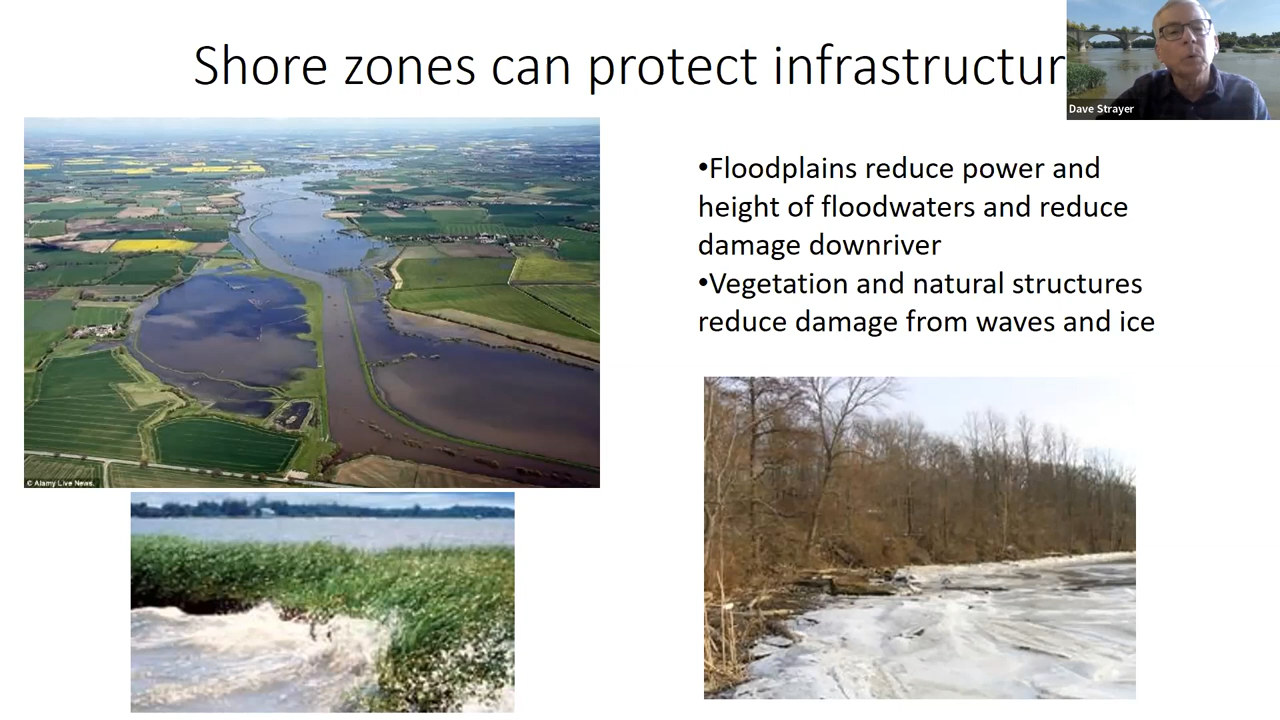 Shore zones can protect infrastructur
Dave Strayer
•Floodplains reduce power and
height of floodwaters and reduce
damage downriver
•Vegetation and natural structures
reduce damage from waves and ice
© Alamy Live News.